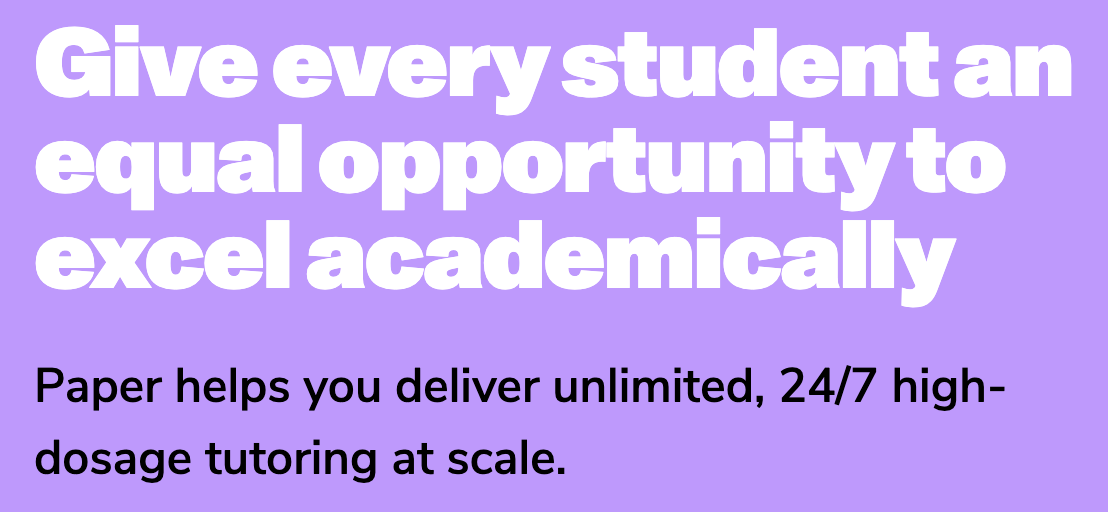 Give every student an
equal opportunity to
excel academically
Paper helps you deliver unlimited, 24/7 high-
dosage tutoring at scale.